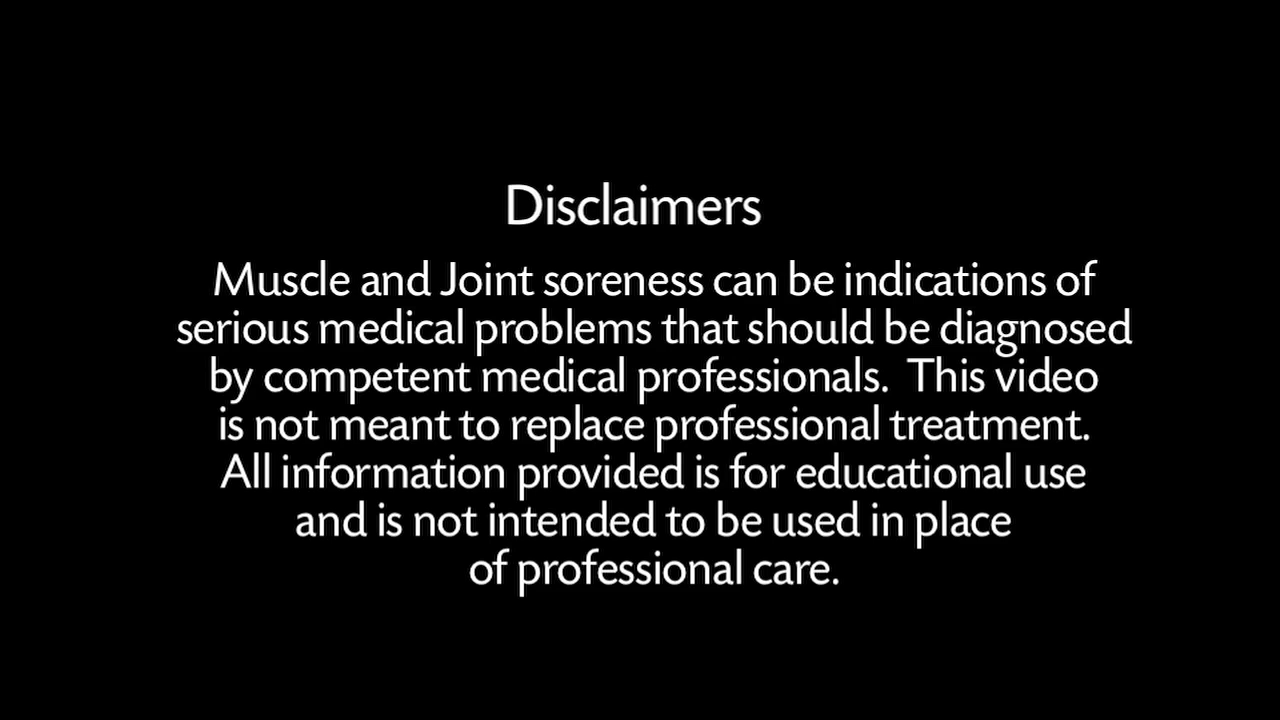 Disclaimers
Muscle and Joint soreness can be indications of
serious medical problems that should be diagnosed
by competent medical professionals.  This video
is not meant to replace professional treatment.
All information provided is for educational use
and is not intended to be used in place
of professional care.